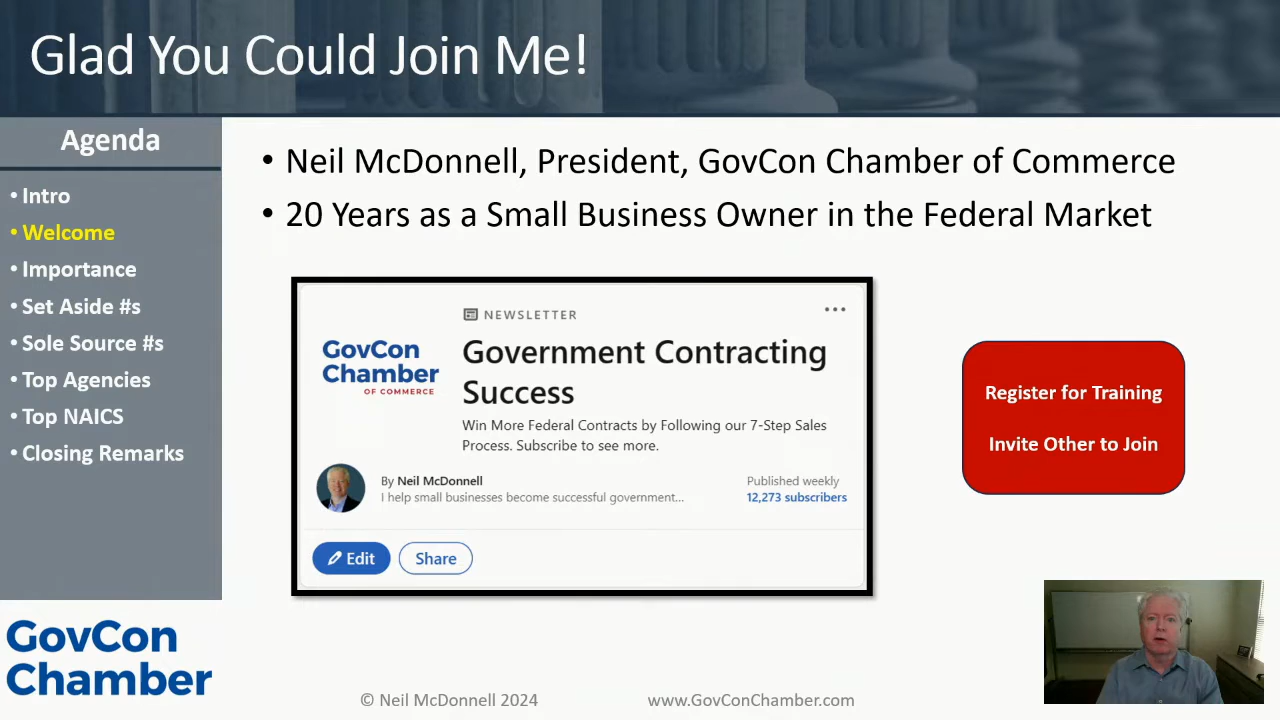 Glad You Could Join Me!
Agenda
• Intro
• Welcome
• Importance
• Set Aside #s
• Sole Source #s
• Top Agencies
• Top NAICS
• Closing Remarks
• Neil McDonnell, President, GovCon Chamber of Commerce
• 20 Years as a Small Business Owner in the Federal Market
NEWSLETTER
GovCon
Chamber
OF COMMERCE
Government Contracting
Success
Win More Federal Contracts by Following our 7-Step Sales
Process. Subscribe to see more.
By Neil McDonnell
I help small businesses become successful government...
Published weekly
12,273 subscribers
Edit
Share
Register for Training
Invite Other to Join
GovCon
Chamber
© Neil McDonnell 2024
www.GovConChamber.com